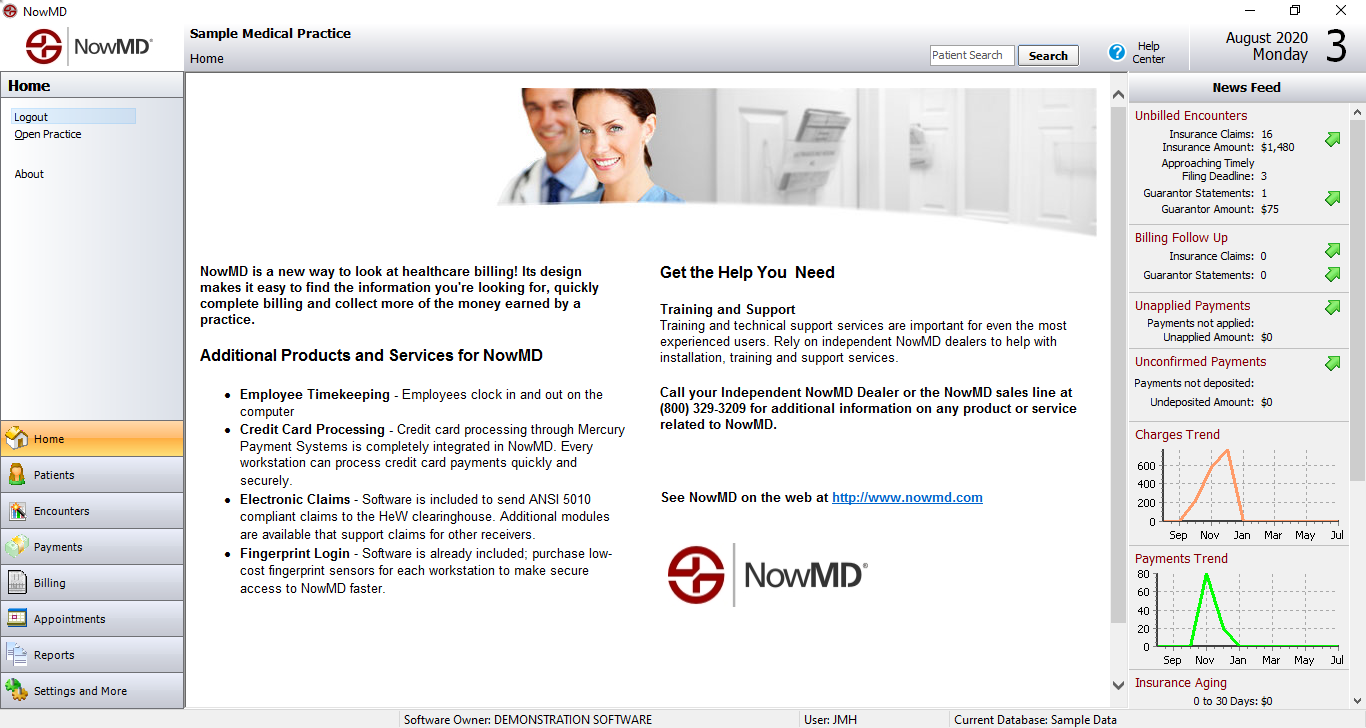 NowMD
NowMD®
Sample Medical Practice
Home
Patient Search
Search
? Help
Center
August 2020
Monday
3
Home
Logout
Open Practice
About
Home
Patients
Encounters
Payments
Billing
Appointments
Reports
Settings and More
NowMD is a new way to look at healthcare billing! Its design
makes it easy to find the information you're looking for, quickly
complete billing and collect more of the money earned by a
practice.
Additional Products and Services for NowMD
• Employee Timekeeping - Employees clock in and out on the
computer
• Credit Card Processing - Credit card processing through Mercury
Payment Systems is completely integrated in NowMD. Every
workstation can process credit card payments quickly and
securely.
• Electronic Claims - Software is included to send ANSI 5010
compliant claims to the HeW clearinghouse. Additional modules
are available that support claims for other receivers.
• Fingerprint Login - Software is already included; purchase low-
cost fingerprint sensors for each workstation to make secure
access to NowMD faster.
Get the Help You Need
Training and Support
Training and technical support services are important for even the most
experienced users. Rely on independent NowMD dealers to help with
installation, training and support services.
Call your Independent NowMD Dealer or the NowMD sales line at
(800) 329-3209 for additional information on any product or service
related to NowMD.
See NowMD on the web at http://www.nowmd.com
NowMD®
News Feed
Unbilled Encounters
Insurance Claims: 16
Insurance Amount: $1,480
Approaching Timely
Filing Deadline: 3
Guarantor Statements: 1
Guarantor Amount: $75
Billing Follow Up
Insurance Claims: 0
Guarantor Statements: 0
Unapplied Payments
Payments not applied:
Unapplied Amount: $0
Unconfirmed Payments
Payments not deposited:
Undeposited Amount: $0
Charges Trend
600
400
200
0
Sep Nov Jan Mar May Jul
Payments Trend
80
60
40
20
0
Sep Nov Jan Mar May Jul
Insurance Aging
0 to 30 Days: $0
Software Owner: DEMONSTRATION SOFTWARE
User: JMH
Current Database: Sample Data